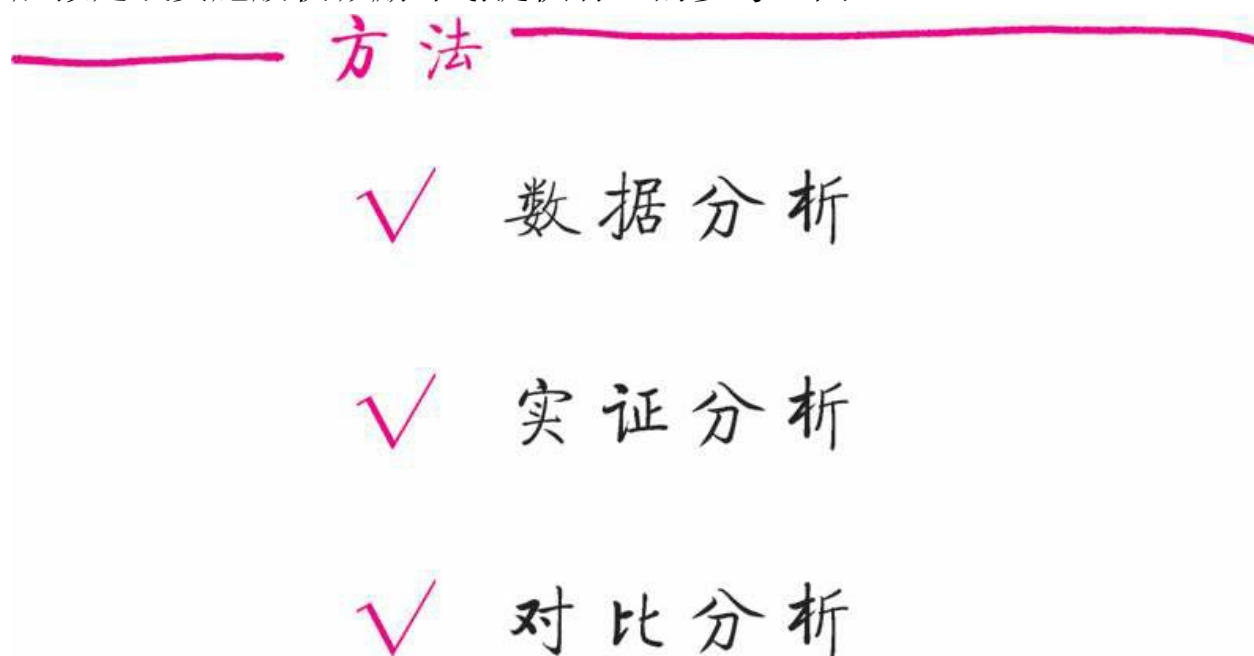 方法
√ 数据分析
√ 实证分析
√ 对比分析